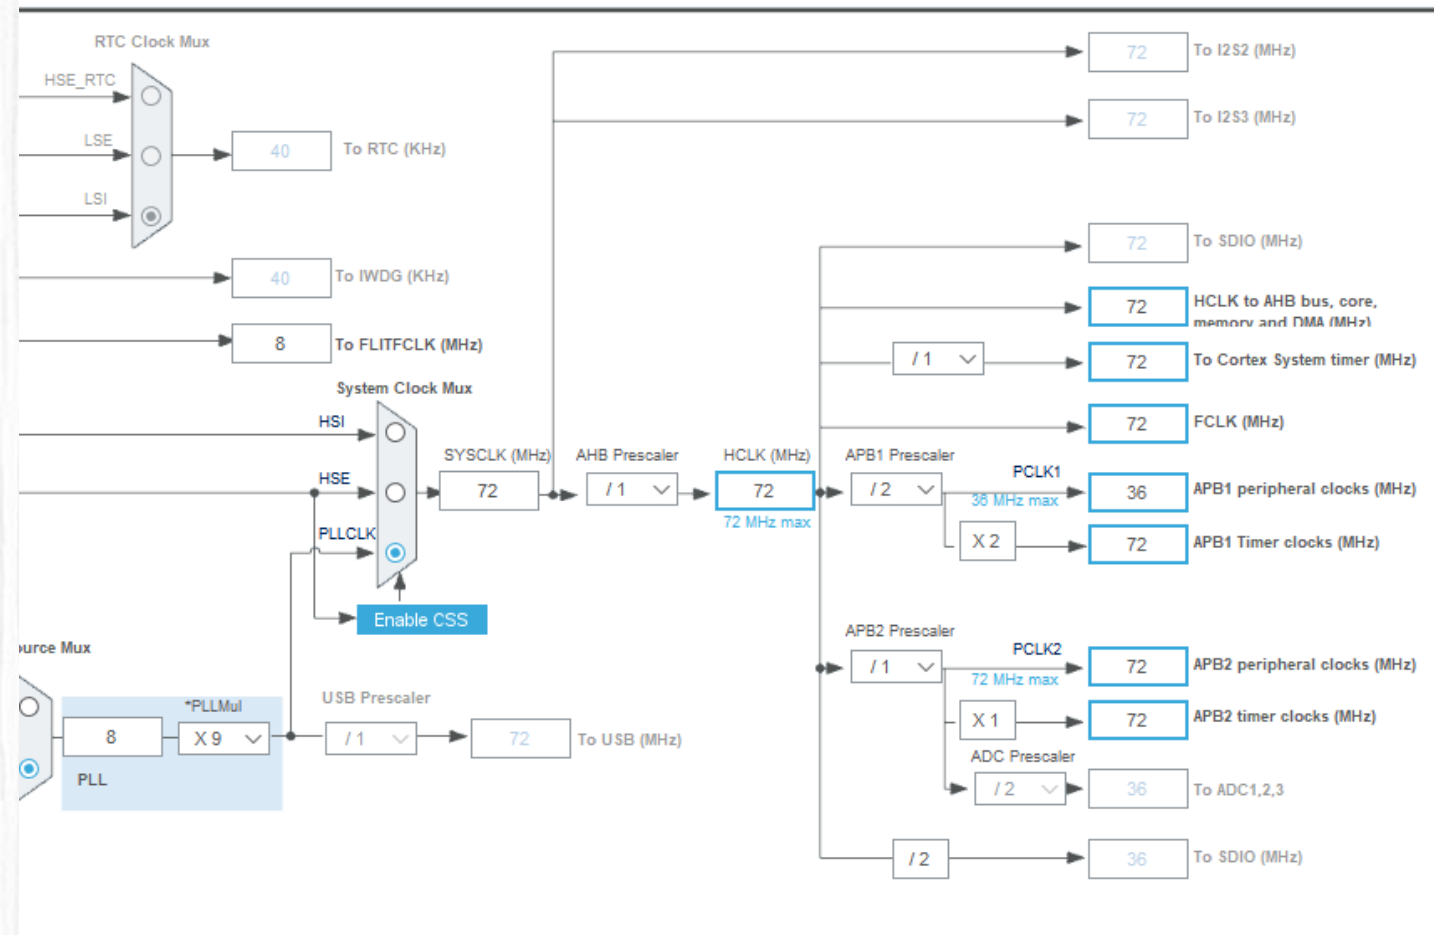 RTC Clock Mux
HSE_RTC
LSE
LSI
40
To RTC (KHz)
40
To IWDG (KHz)
8
To FLITFCLK (MHz)
System Clock Mux
HSI
HSE
PLLCLK
Enable CSS
SYSCLK (MHz)
72
AHB Prescaler
/ 1
HCLK (MHz)
72
72 MHz max
72
To I2S2 (MHz)
72
To I2S3 (MHz)
72
To SDIO (MHz)
72
HCLK to AHB bus, core,
memory and DMA (MHz)
/ 1
72
To Cortex System timer (MHz)
72
FCLK (MHz)
APB1 Prescaler
/ 2
PCLK1
36 MHz max
36
APB1 peripheral clocks (MHz)
X 2
72
APB1 Timer clocks (MHz)
APB2 Prescaler
/ 1
PCLK2
72 MHz max
72
APB2 peripheral clocks (MHz)
X 1
72
APB2 timer clocks (MHz)
ADC Prescaler
/ 2
36
To ADC1,2,3
/ 2
36
To SDIO (MHz)
ource Mux
8
*PLLMul
X 9
PLL
USB Prescaler
/ 1
72
To USB (MHz)